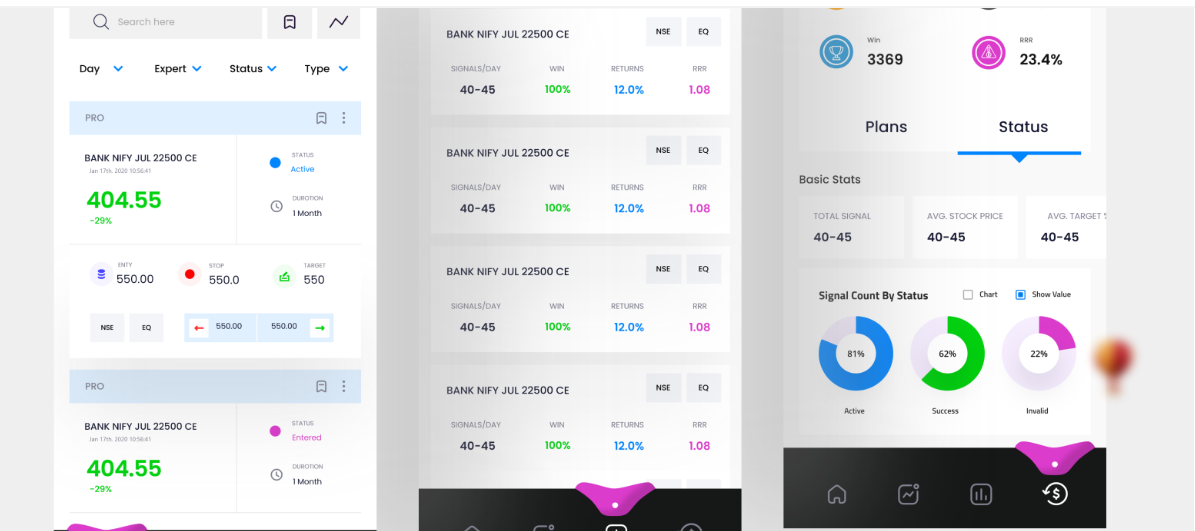 Search here
Day Expert Status Type
PRO
BANK NIFY JUL 22500 CE
Jan 17th, 2020 10:56:41
404.55
-29%
STATUS
Active
DURATION
1 Month
ENTY STOP TARGET
550.00 550.0 550
NSE EQ 550.00 550.00
PRO
BANK NIFY JUL 22500 CE
Jan 17th, 2020 10:56:41
404.55
-29%
STATUS
Entered
DURATION
1 Month
BANK NIFY JUL 22500 CE NSE EQ
SIGNALS/DAY WIN RETURNS RRR
40-45 100% 12.0% 1.08
BANK NIFY JUL 22500 CE NSE EQ
SIGNALS/DAY WIN RETURNS RRR
40-45 100% 12.0% 1.08
BANK NIFY JUL 22500 CE NSE EQ
SIGNALS/DAY WIN RETURNS RRR
40-45 100% 12.0% 1.08
BANK NIFY JUL 22500 CE NSE EQ
SIGNALS/DAY WIN RETURNS RRR
40-45 100% 12.0% 1.08
Win RRR
3369 23.4%
Plans Status
Basic Stats
TOTAL SIGNAL AVG. STOCK PRICE AVG. TARGET
40-45 40-45 40-45
Signal Count By Status Chart Show Value
81% 62% 22%
Active Success Invalid